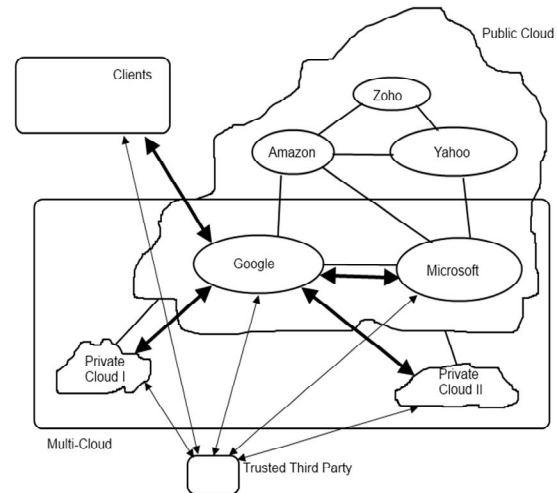 Public Cloud
Clients
Zoho
Amazon
Yahoo
Google
Microsoft
Private
Cloud I
Private
Cloud II
Multi-Cloud
Trusted Third Party